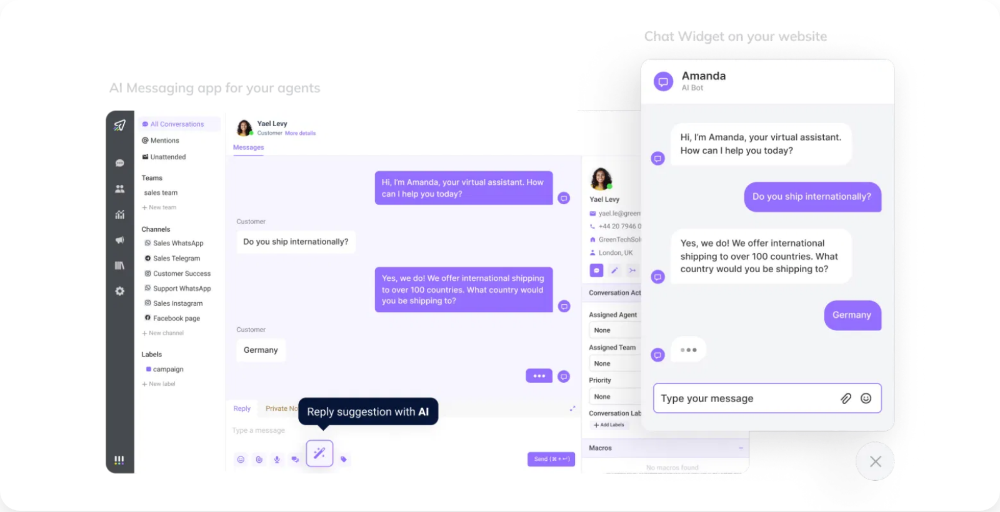 Chat Widget on your website
AI Messaging app for your agents
All Conversations
Mentions
Unattended
Teams
sales team
+ New team
Channels
Sales WhatsApp
Sales Telegram
Customer Success
Support WhatsApp
Sales Instagram
Facebook page
+ New channel
Labels
campaign
+ New label
Yael Levy
Customer More details
Messages
Hi, I'm Amanda, your virtual assistant. How
can I help you today?
Customer
Do you ship internationally?
Yes, we do! We offer international shipping
to over 100 countries. What country would
you be shipping to?
Customer
Germany
Reply
Private No
Reply suggestion with AI
Type a message
Send (⌘+↵)
Yael Levy
yael.le@green
+44 20 7946 0
GreenTechSol
London, UK
Conversation Act
Assigned Agent
None
Assigned Team
None
Priority
None
Conversation Lab
+ Add Labels
Macros
No macros found
Amanda
AI Bot
Hi, I'm Amanda, your virtual assistant.
How can I help you today?
Do you ship internationally?
Yes, we do! We offer international
shipping to over 100 countries. What
country would you be shipping to?
Germany
Type your message